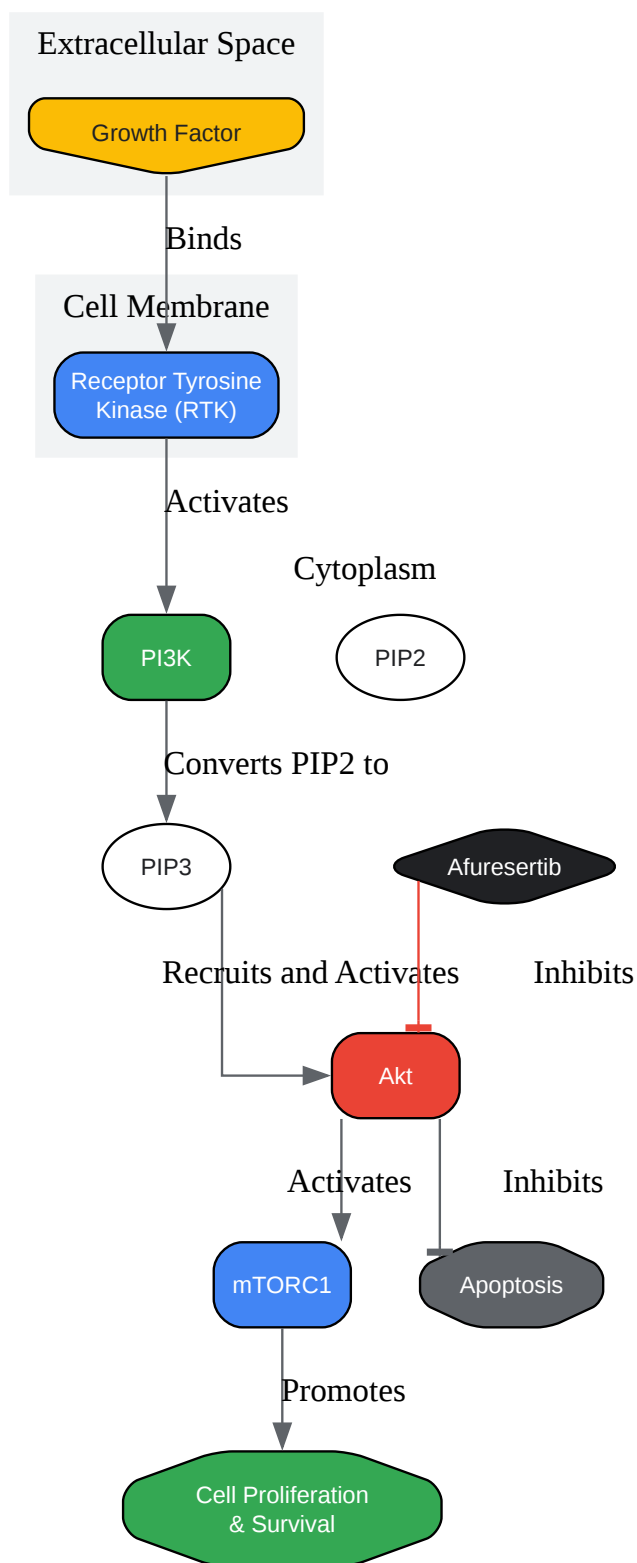 Extracellular Space
Growth Factor
Binds
Cell Membrane
Receptor Tyrosine
Kinase (RTK)
Activates
Cytoplasm
PI3K
PIP2
Converts PIP2 to
PIP3
Afuresertib
Recruits and Activates
Inhibits
Akt
Activates
Inhibits
mTORC1
Apoptosis
Promotes
Cell Proliferation
& Survival